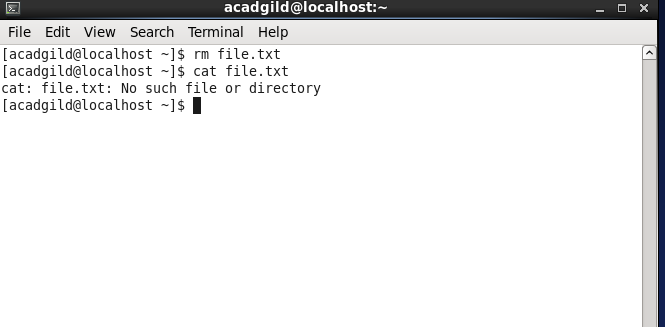 acadgild@localhost:~
File Edit View Search Terminal Help
[acadgild@localhost ~]$ rm file.txt
[acadgild@localhost ~]$ cat file.txt
cat: file.txt: No such file or directory
[acadgild@localhost ~]$